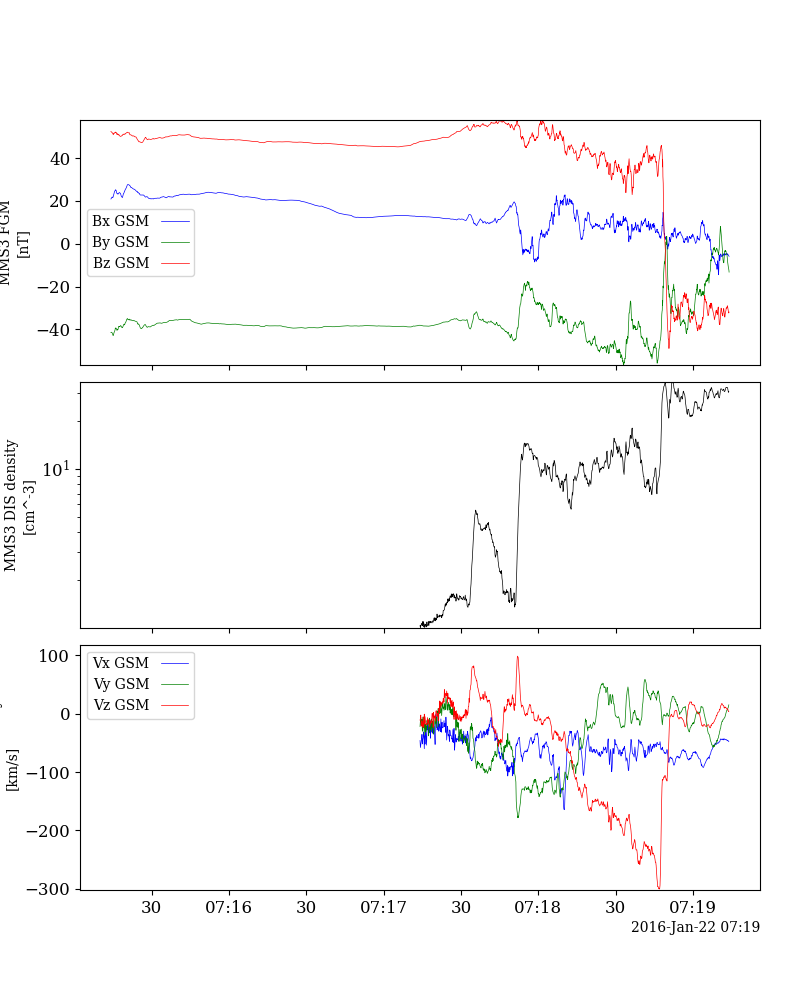 MMS3 FGM
[nT]
40
20
0
−20
−40
Bx GSM
By GSM
Bz GSM
MMS3 DIS density
[cm^-3]
10¹
[km/s]
100
0
−100
−200
−300
Vx GSM
Vy GSM
Vz GSM
30 07:16 30 07:17 30 07:18 30 07:19
2016-Jan-22 07:19